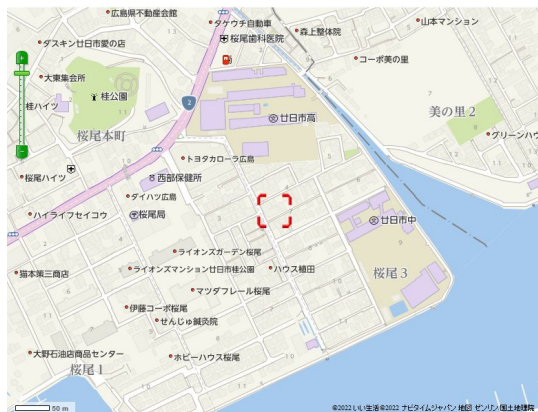 広島県不動産会館
タケウチ自動車
山本マンション
ダスキン廿日市愛の店
桜尾歯科医院
森上整体院
コーポ美の里
大東集会所
桂公園
桂ハイツ
2
廿日市高
美の里2
グリーンハウ
桜尾本町
トヨタカローラ広島
桜尾ハイツ
西部保健所
ダイハツ広島
ハイライフセイコウ
桜尾局
廿日市中
ライオンズガーデン桜尾
猫本第三商店
ライオンズマンション廿日市桂公園
ハウス植田
桜尾3
マツダフレール桜尾
伊藤コーポ桜尾
せんじゅ鍼灸院
大野石油店商品センター
ホビーハウス桜尾
桜尾1
50 m
©2022 いい生活 ©2022 ナビタイムジャパン 地図 ゼンリン 国土地理院